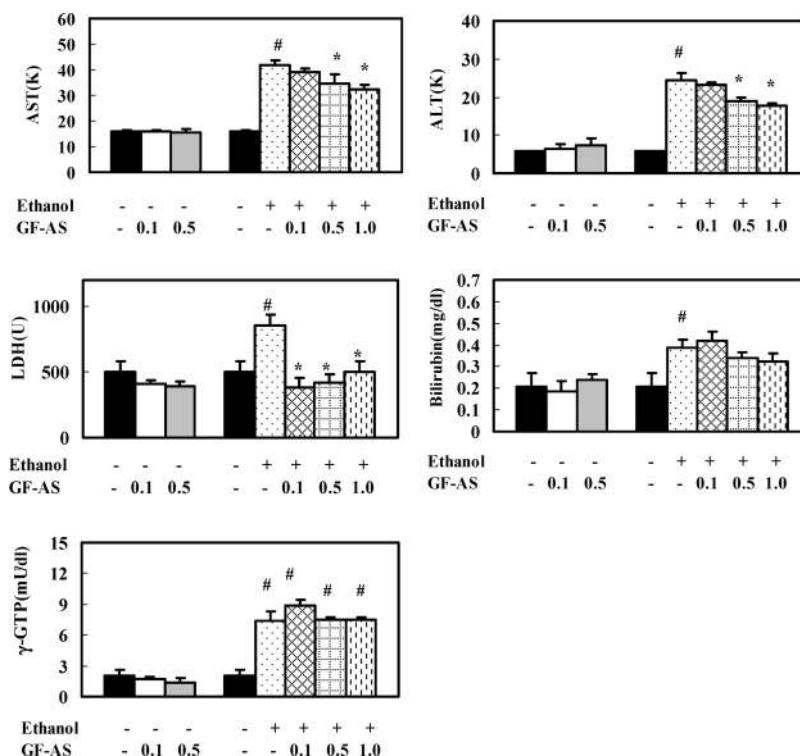 AST(K)
60
50
40
30
20
10
0
#
*
*
Ethanol - - - - + + + +
GF-AS - 0.1 0.5 - - 0.1 0.5 1.0
ALT(K)
40
30
20
10
0
#
*
*
Ethanol - - - - + + + +
GF-AS - 0.1 0.5 - - 0.1 0.5 1.0
LDH(U)
1000
500
0
#
*
*
*
Ethanol - - - - + + + +
GF-AS - 0.1 0.5 - - 0.1 0.5 1.0
Bilirubin(mg/dl)
0.7
0.6
0.5
0.4
0.3
0.2
0.1
0
#
Ethanol - - - - + + + +
GF-AS - 0.1 0.5 - - 0.1 0.5 1.0
γ-GTP(mU/dl)
15
12
9
6
3
0
#
#
#
#
Ethanol - - - - + + + +
GF-AS - 0.1 0.5 - - 0.1 0.5 1.0